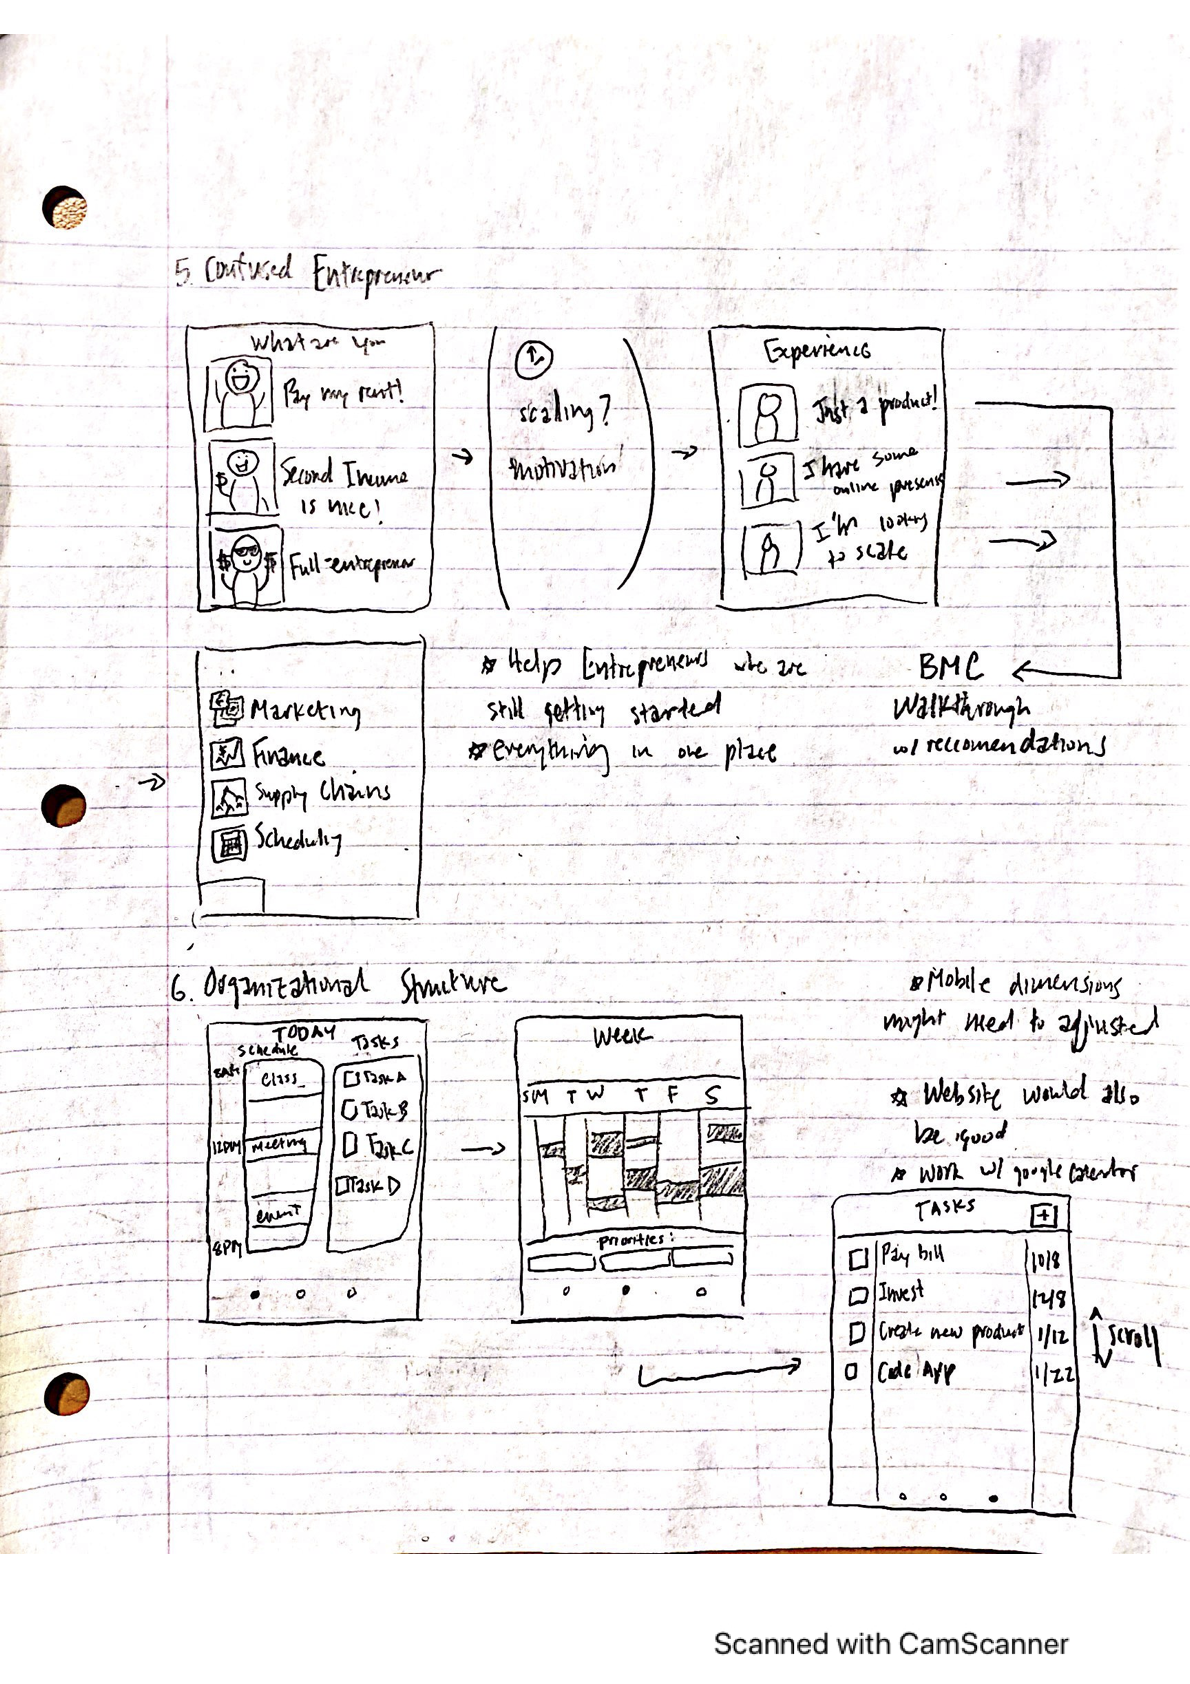 5. Confused Entrepreneur
What are you
Pay my rent!
Second Income
is nice!
Full-entrepreneur
scaling?
motivation
Experience
Just a product!
I have some
online presense
I'm looking
to scale
...
Marketing
Finance
Supply Chains
Scheduling
☆ Help Entrepreneurs who are
still getting started
☆ everything in one place
BMC
Walkthrough
w/ reccomendations
6. Organizational Structure
TODAY
Schedule
Tasks
8AM
12PM
8PM
Class
Meeting
event
Task A
Task B
Task C
Task D
Week
S M T W T F S
priorities:
☆ Mobile dimensions
might need to adjusted
☆ Website would also
be good
☆ Work w/ google calendar
TASKS +
Pay bill 10/8
Invest 12/8
Create new product 1/12
Code App 1/22
scroll
Scanned with CamScanner